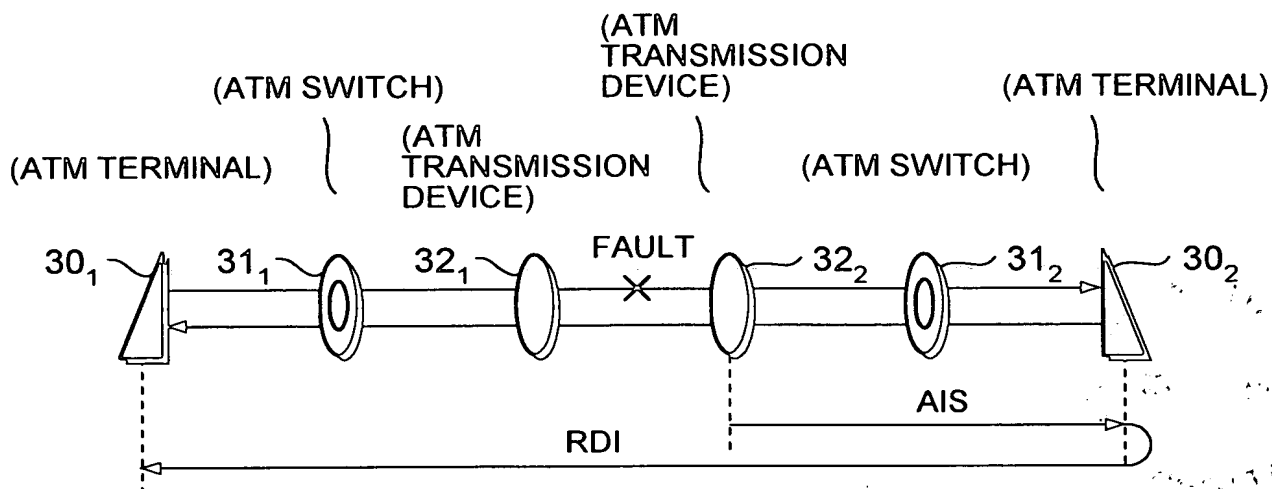 (ATM
TRANSMISSION
DEVICE)
(ATM SWITCH)
(ATM TERMINAL)
(ATM
TRANSMISSION
DEVICE)
(ATM TERMINAL)
(ATM SWITCH)
30₁ 31₁ 32₁ FAULT 32₂ 31₂ 30₂
AIS
RDI